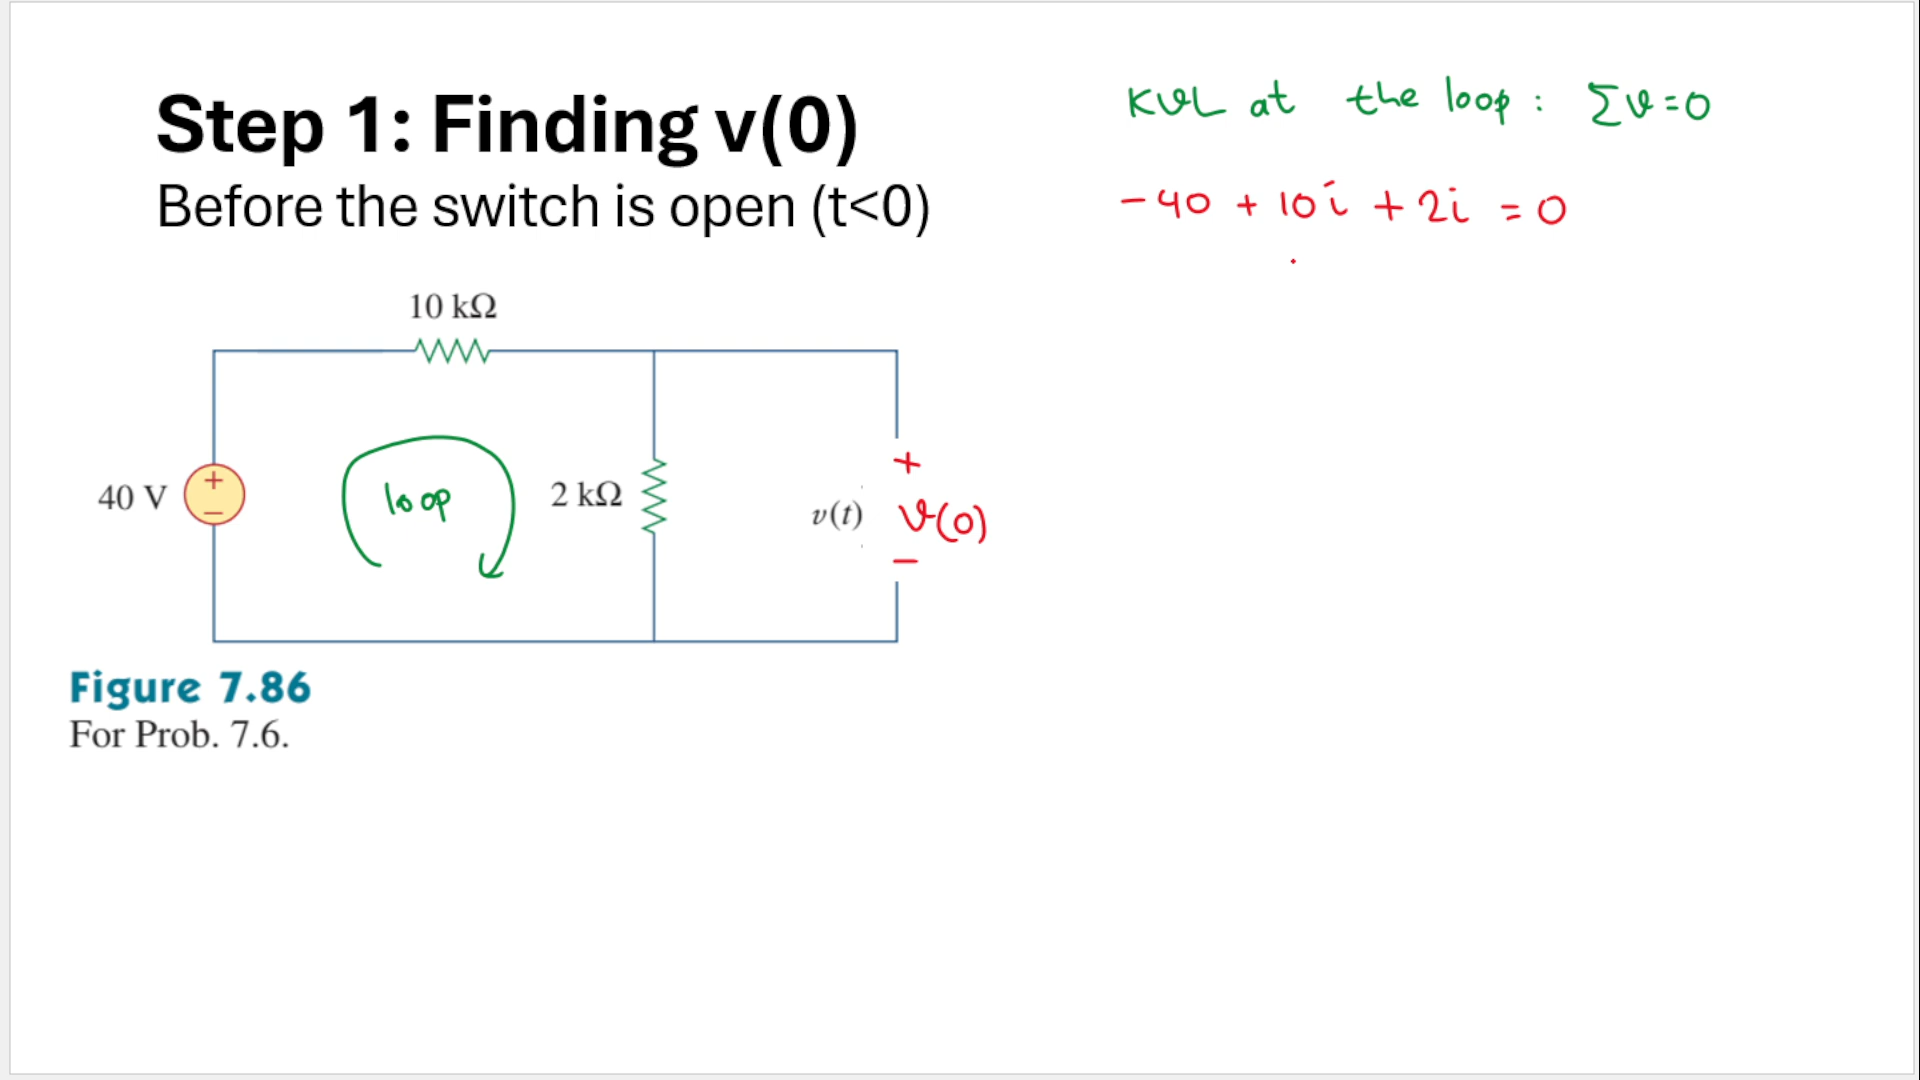 Step 1: Finding v(0)
Before the switch is open (t<0)
KVL at the loop : Σv=0
-40 + 10i + 2i = 0
10 kΩ
40 V
+
−
loop
2 kΩ
v(t)
+
v(0)
−
Figure 7.86
For Prob. 7.6.